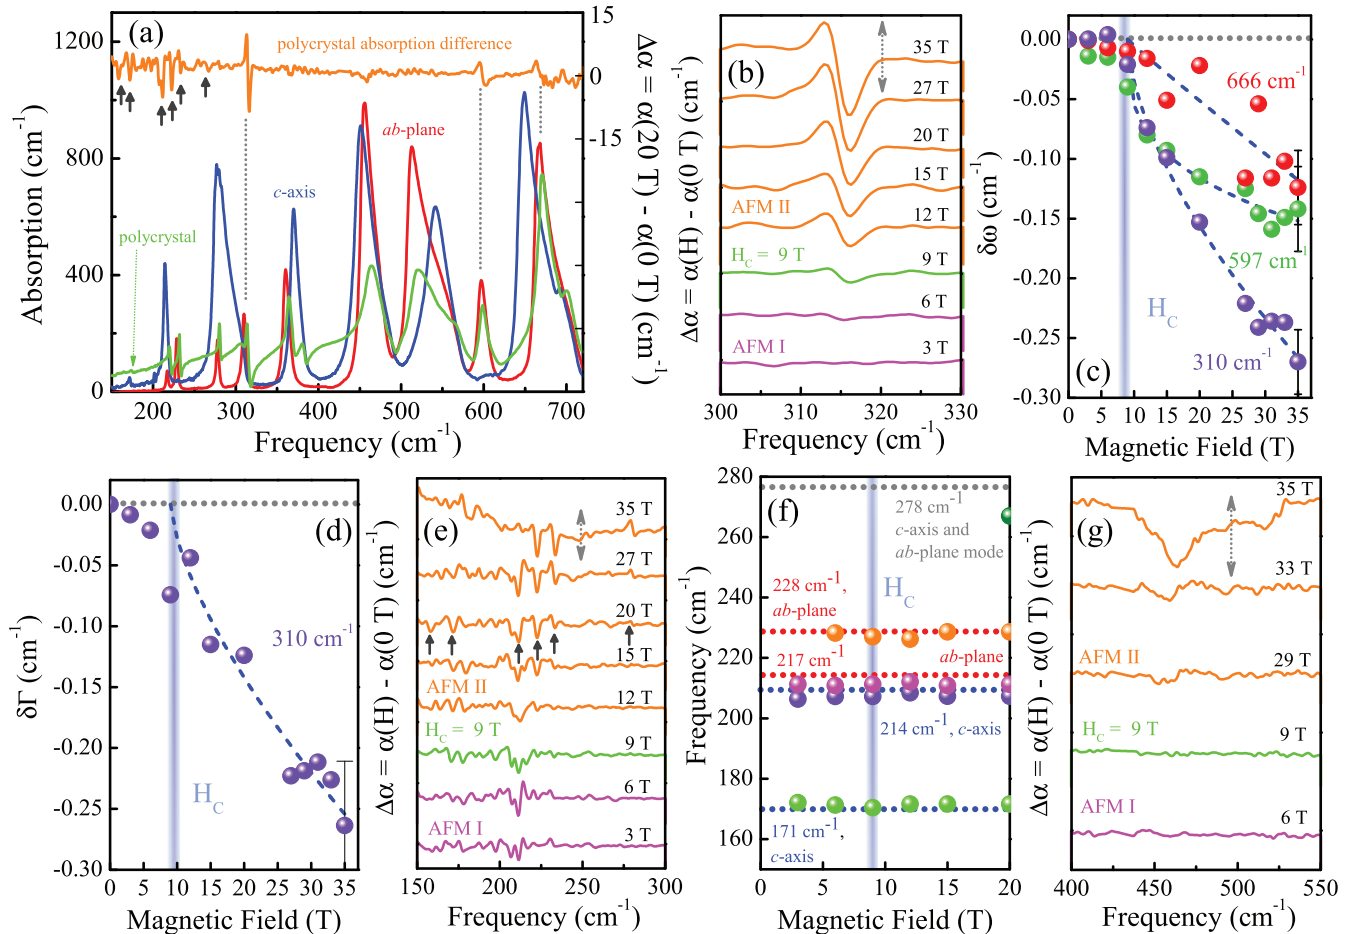 (a)
polycrystal absorption difference
ab-plane
c-axis
polycrystal
1200
800
400
0
Absorption (cm⁻¹)
200
300
400
500
600
700
Frequency (cm⁻¹)
15
0
-15
Δα = α(20 T) - α(0 T) (cm⁻¹)
(b)
35 T
27 T
20 T
15 T
AFM II
12 T
H_C = 9 T
9 T
6 T
AFM I
3 T
300
310
320
330
Frequency (cm⁻¹)
Δα = α(H) - α(0 T) (cm⁻¹)
0.00
-0.05
-0.10
-0.15
-0.20
-0.25
-0.30
δω (cm⁻¹)
666 cm⁻¹
597 cm⁻¹
H_C
310 cm⁻¹
(c)
0 5 10 15 20 25 30 35
Magnetic Field (T)
0.00
-0.05
-0.10
-0.15
-0.20
-0.25
-0.30
δΓ (cm⁻¹)
(d)
310 cm⁻¹
H_C
0 5 10 15 20 25 30 35
Magnetic Field (T)
(e)
35 T
27 T
20 T
15 T
AFM II
12 T
H_C = 9 T
9 T
6 T
AFM I
3 T
150
200
250
300
Frequency (cm⁻¹)
Δα = α(H) - α(0 T) (cm⁻¹)
280
260
240
220
200
180
160
Frequency (cm⁻¹)
(f)
278 cm⁻¹
c-axis and
ab-plane mode
H_C
228 cm⁻¹,
ab-plane
217 cm⁻¹
ab-plane
214 cm⁻¹, c-axis
171 cm⁻¹,
c-axis
0 5 10 15 20
Magnetic Field (T)
(g)
35 T
33 T
AFM II
29 T
H_C = 9 T
9 T
AFM I
6 T
400
450
500
550
Frequency (cm⁻¹)
Δα = α(H) - α(0 T) (cm⁻¹)